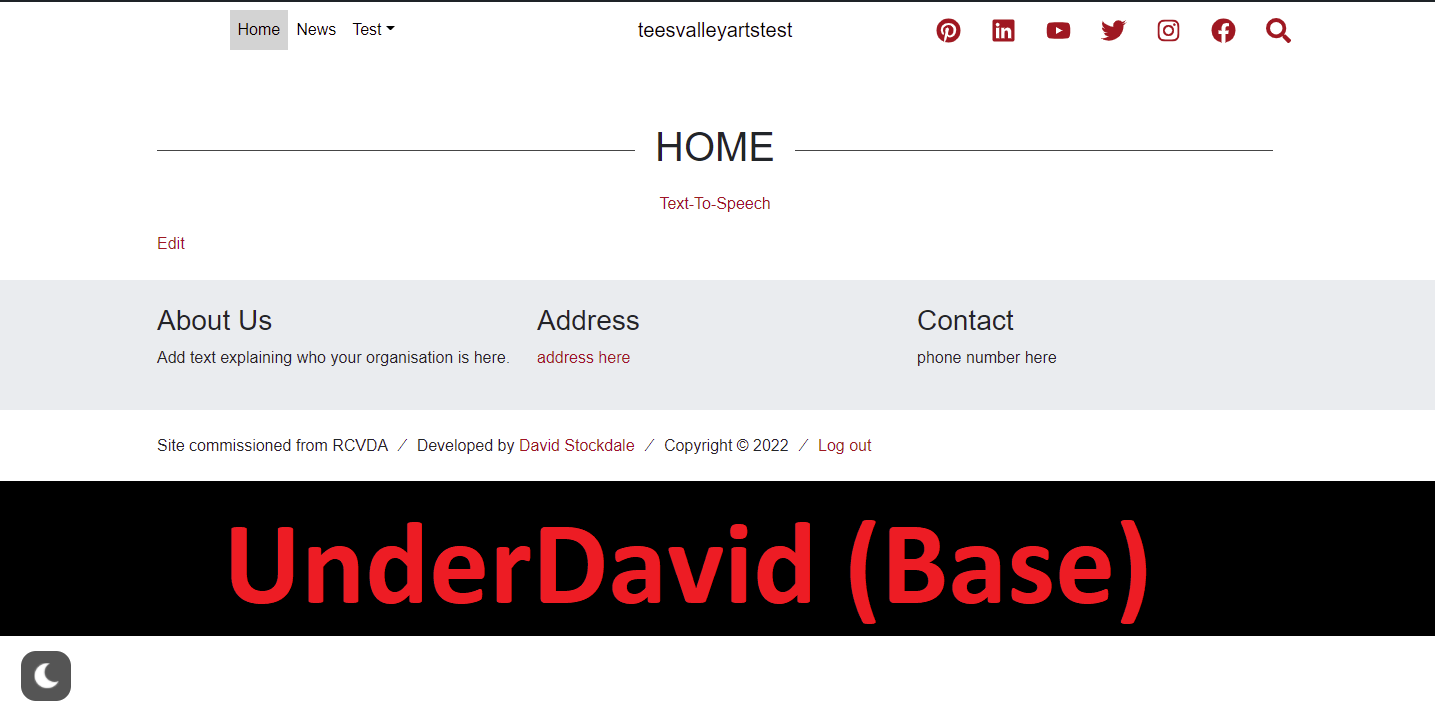 Home News Test teesvalleyartstest
HOME
Text-To-Speech
Edit
About Us Address Contact
Add text explaining who your organisation is here. address here phone number here
Site commissioned from RCVDA / Developed by David Stockdale / Copyright © 2022 / Log out
UnderDavid (Base)